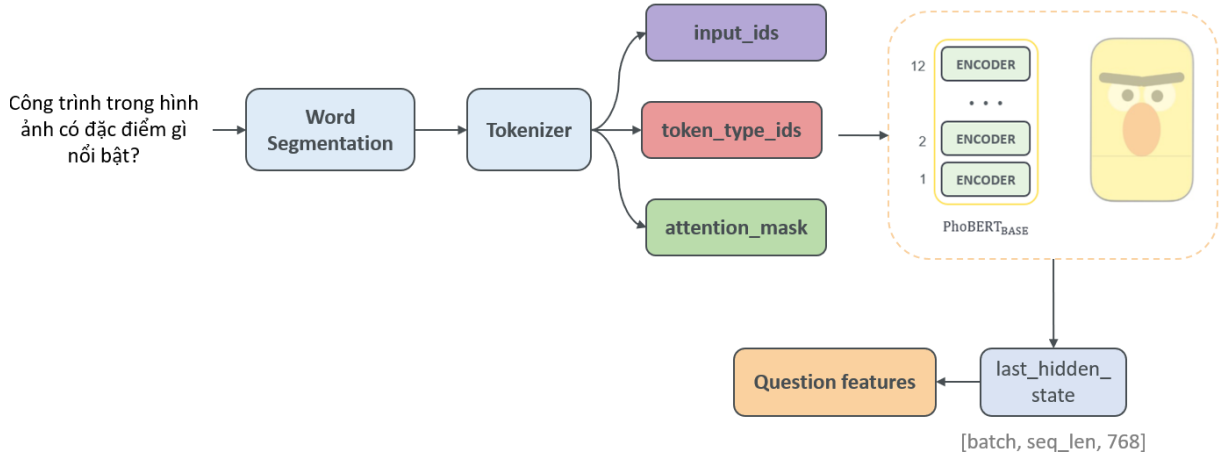 Công trình trong hình
ảnh có đặc điểm gì
nổi bật?
Word
Segmentation
Tokenizer
input_ids
token_type_ids
attention_mask
12
ENCODER
. . .
2
ENCODER
1
ENCODER
PhoBERTBASE
last_hidden_
state
Question features
[batch, seq_len, 768]